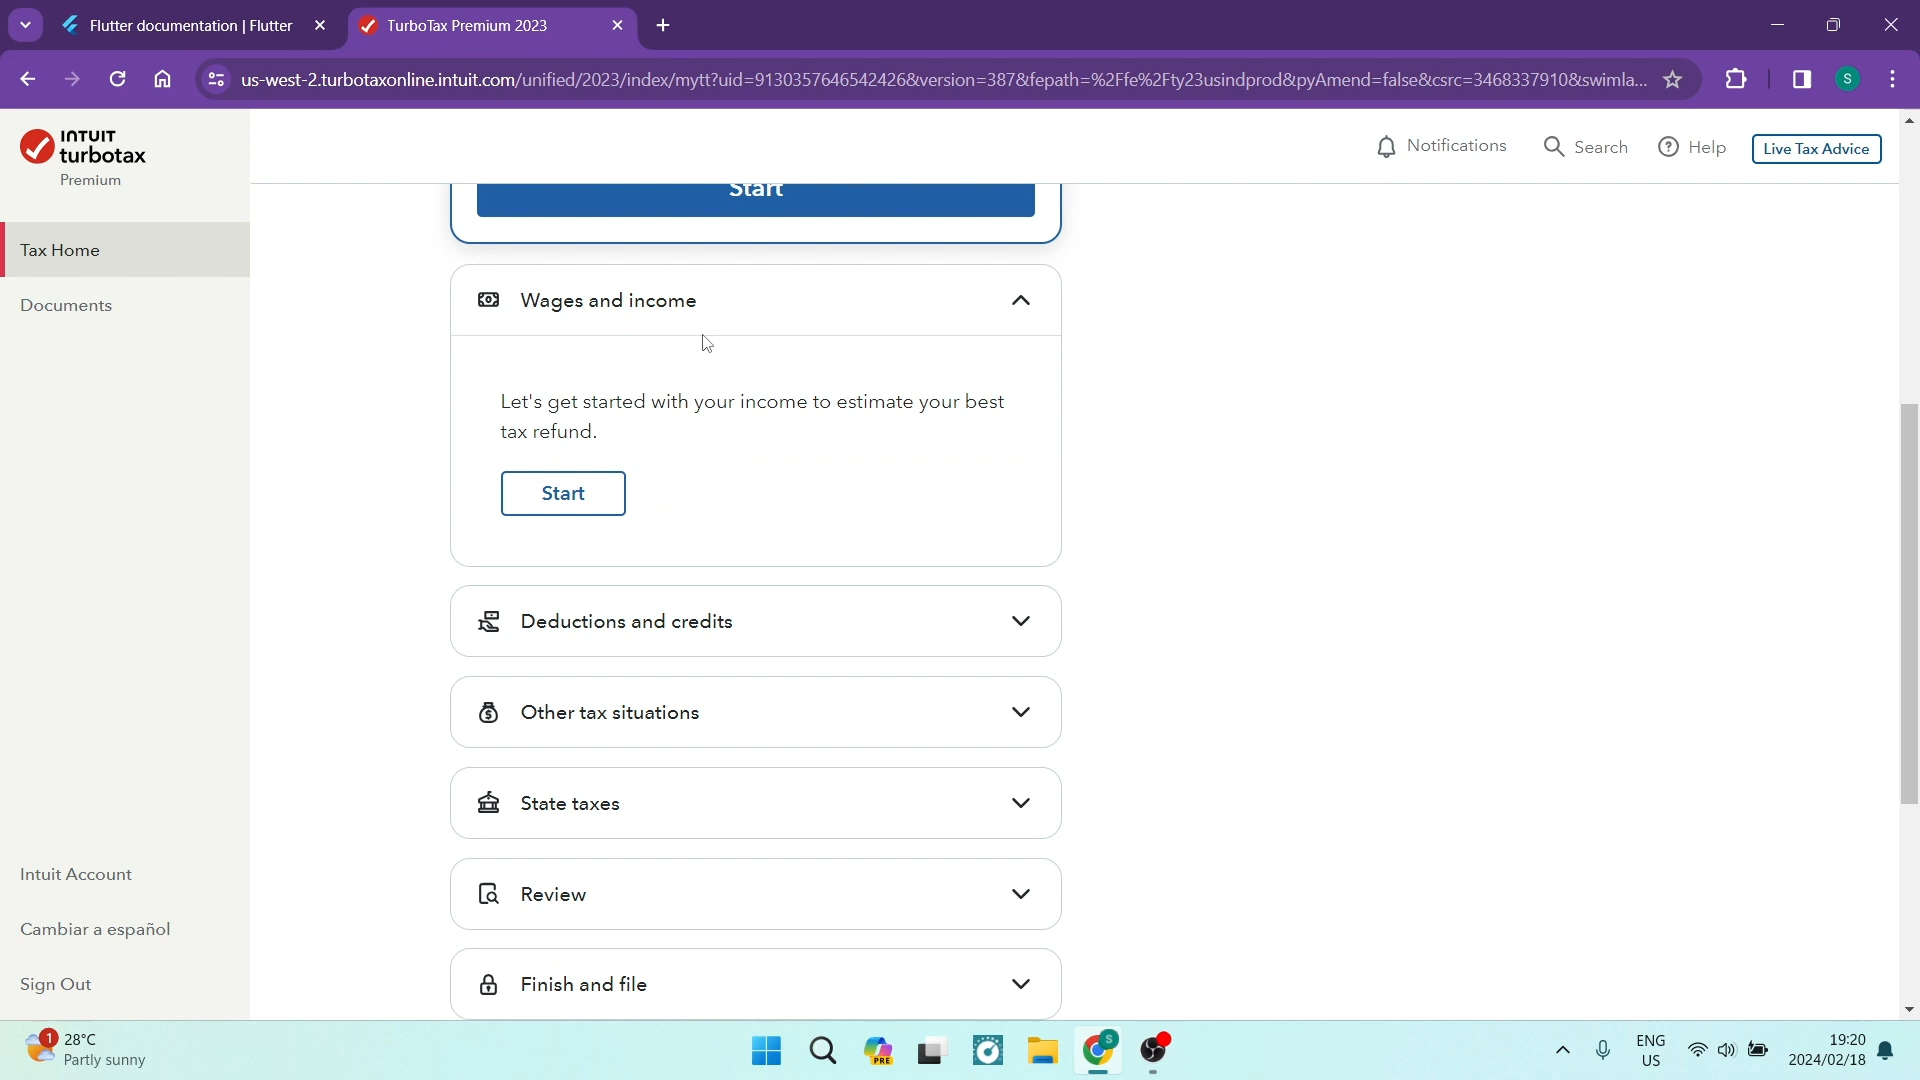 Flutter documentation | Flutter
TurboTax Premium 2023
us-west-2.turbotaxonline.intuit.com/unified/2023/index/mytt?uid=9130357646542426&version=387&fepath=%2Ffe%2Fty23usindprod&pyAmend=false&csrc=3468337910&swimla...
S
INTUIT
turbotax
Premium
Notifications
Search
Help
Live Tax Advice
Tax Home
Documents
Start
Wages and income
Let's get started with your income to estimate your best
tax refund.
Start
Deductions and credits
Other tax situations
State taxes
Review
Finish and file
Intuit Account
Cambiar a español
Sign Out
1
28°C
Partly sunny
PRE
S
ENG
US
19:20
2024/02/18